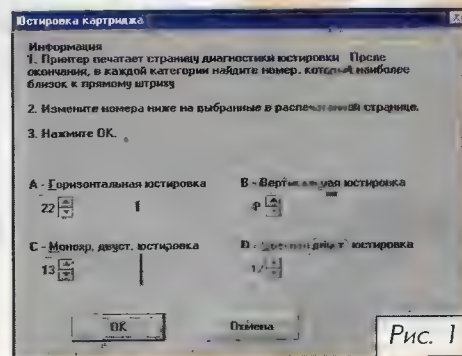 Юстировка картриджа
Информация
1. Принтер печатает страницу диагностики юстировки После
окончания, в каждой категории найдите номер, который наиболее
близок к прямому штриху
2. Измените номера ниже на выбранные в распечатанной странице.
3. Нажмите OK.
A - Горизонтальная юстировка B - Вертикальная юстировка
22
C - Монохр. двуст. юстировка D - двуст юстировка
13
OK Отмена
Рис. 1